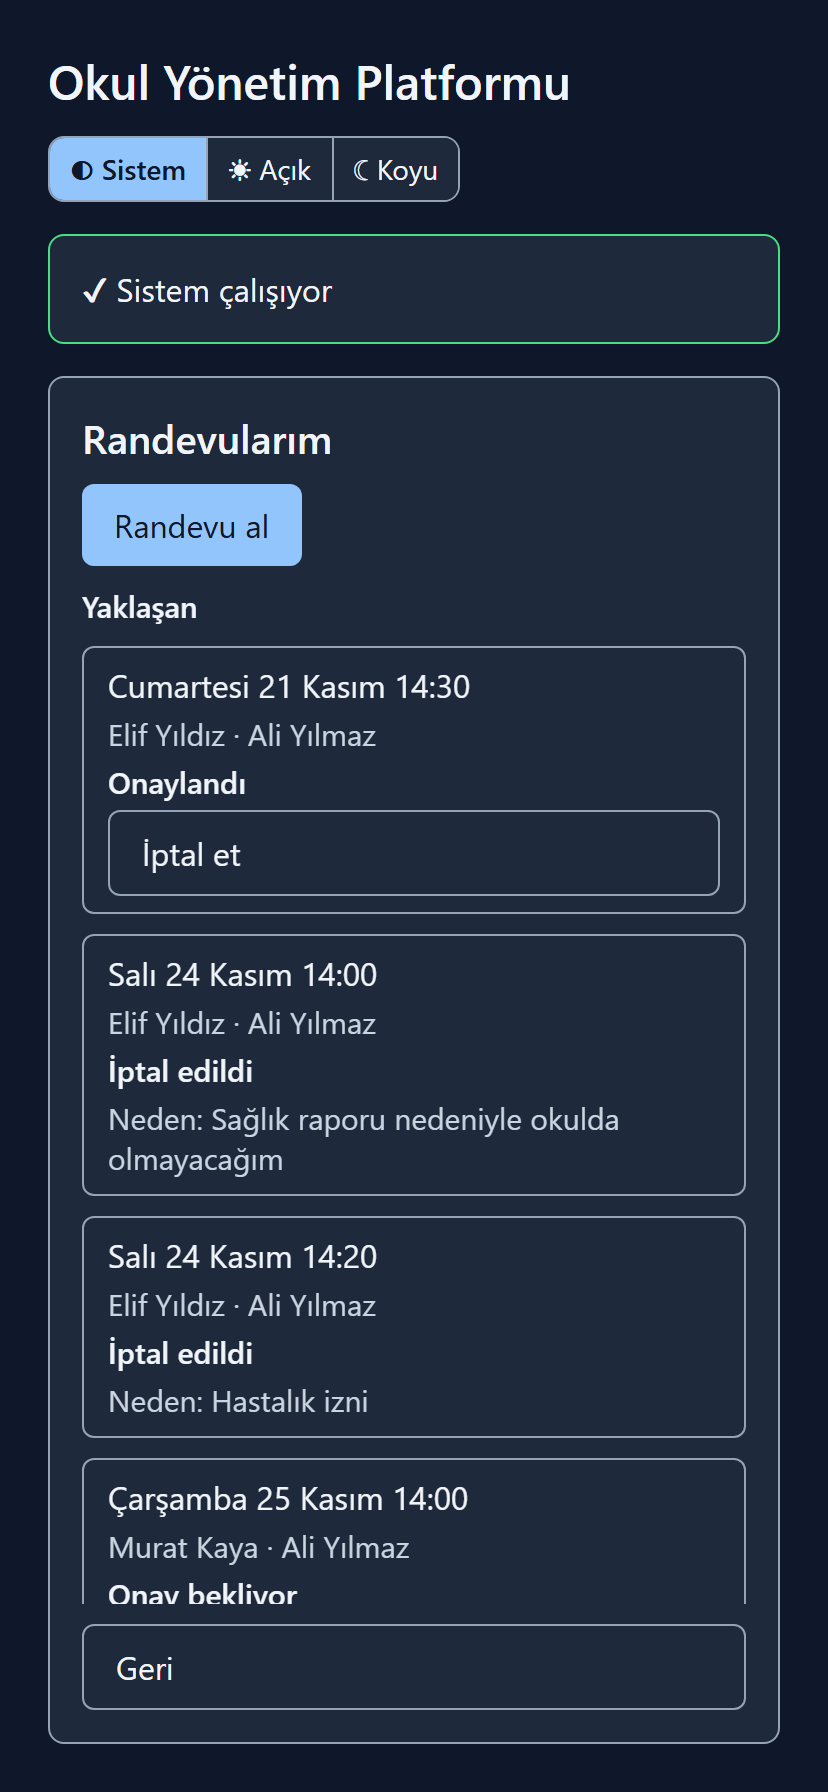 Okul Yönetim Platformu
◐ Sistem ☀ Açık ☾ Koyu
✓ Sistem çalışıyor
Randevularım
Randevu al
Yaklaşan
Cumartesi 21 Kasım 14:30
Elif Yıldız · Ali Yılmaz
Onaylandı
İptal et
Salı 24 Kasım 14:00
Elif Yıldız · Ali Yılmaz
İptal edildi
Neden: Sağlık raporu nedeniyle okulda
olmayacağım
Salı 24 Kasım 14:20
Elif Yıldız · Ali Yılmaz
İptal edildi
Neden: Hastalık izni
Çarşamba 25 Kasım 14:00
Murat Kaya · Ali Yılmaz
Onay bekliyor
Geri